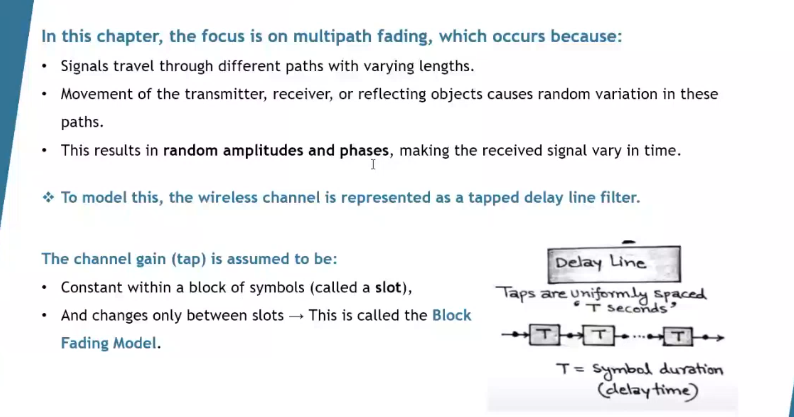 In this chapter, the focus is on multipath fading, which occurs because:
• Signals travel through different paths with varying lengths.
• Movement of the transmitter, receiver, or reflecting objects causes random variation in these
paths.
• This results in random amplitudes and phases, making the received signal vary in time.
❖ To model this, the wireless channel is represented as a tapped delay line filter.
The channel gain (tap) is assumed to be:
• Constant within a block of symbols (called a slot),
• And changes only between slots → This is called the Block
Fading Model.
Delay Line
Taps are uniformly spaced
"T seconds"
T T ... T
T = Symbol duration
(delay time)